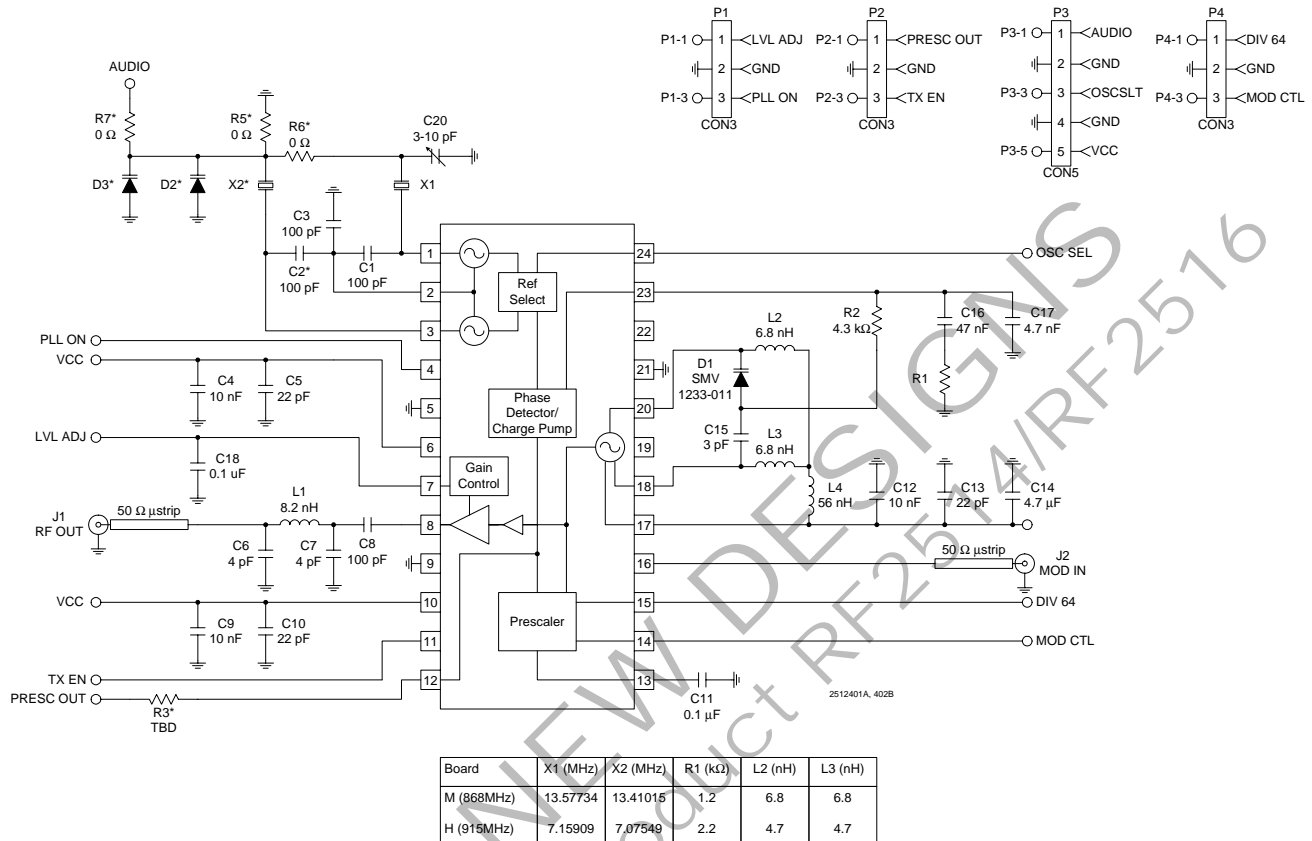 P1
P1-1 1 LVL ADJ
2 GND
P1-3 3 PLL ON
CON3
P2
P2-1 1 PRESC OUT
2 GND
P2-3 3 TX EN
CON3
P3
P3-1 1 AUDIO
2 GND
P3-3 3 OSCSLT
4 GND
P3-5 5 VCC
CON5
P4
P4-1 1 DIV 64
2 GND
P4-3 3 MOD CTL
CON3
AUDIO
R7*
0 Ω
R5*
0 Ω
R6*
0 Ω
C20
3-10 pF
D3*
D2*
X2*
X1
C3
100 pF
C2*
100 pF
C1
100 pF
PLL ON
VCC
C4
10 nF
C5
22 pF
LVL ADJ
C18
0.1 uF
J1
RF OUT
50 Ω µstrip
L1
8.2 nH
C6
4 pF
C7
4 pF
C8
100 pF
VCC
C9
10 nF
C10
22 pF
TX EN
PRESC OUT
R3*
TBD
1
2
3
4
5
6
7
8
9
10
11
12
Ref
Select
Phase
Detector/
Charge Pump
Gain
Control
Prescaler
24
23
22
21
20
19
18
17
16
15
14
13
OSC SEL
R2
4.3 kΩ
C16
47 nF
C17
4.7 nF
R1
L2
6.8 nH
D1
SMV
1233-011
C15
3 pF
L3
6.8 nH
L4
56 nH
C12
10 nF
C13
22 pF
C14
4.7 µF
50 Ω µstrip
J2
MOD IN
DIV 64
MOD CTL
C11
0.1 µF
2512401A, 402B
Board X1 (MHz) X2 (MHz) R1 (kΩ) L2 (nH) L3 (nH)
M (868MHz) 13.57734 13.41015 1.2 6.8 6.8
H (915MHz) 7.15909 7.07549 2.2 4.7 4.7
NEW DESIGNS
oduct RF2514/RF2516